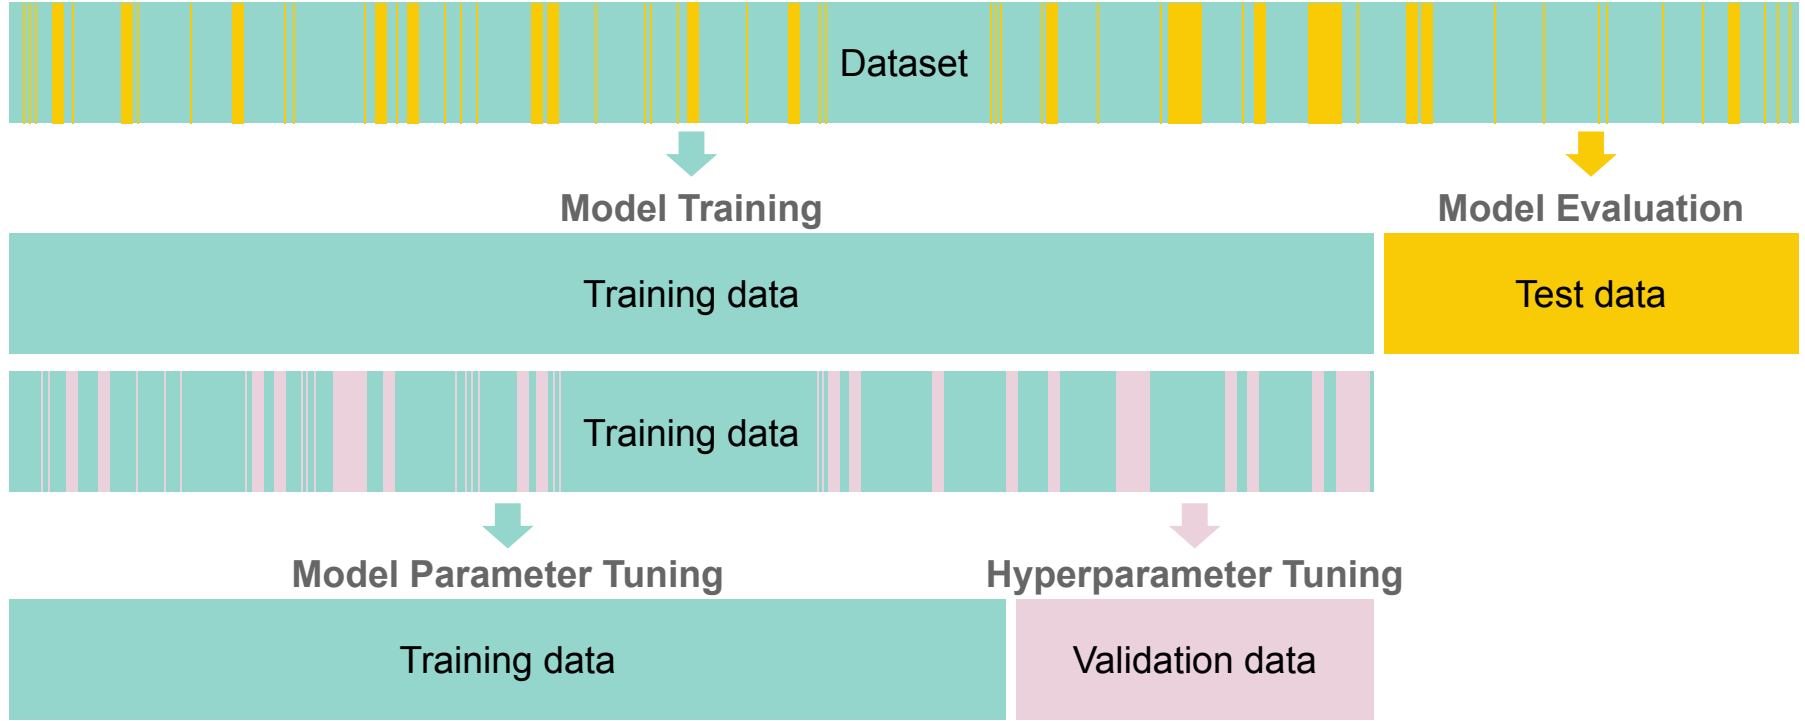 Dataset
Model Training
Model Evaluation
Training data
Test data
Training data
Model Parameter Tuning
Hyperparameter Tuning
Training data
Validation data